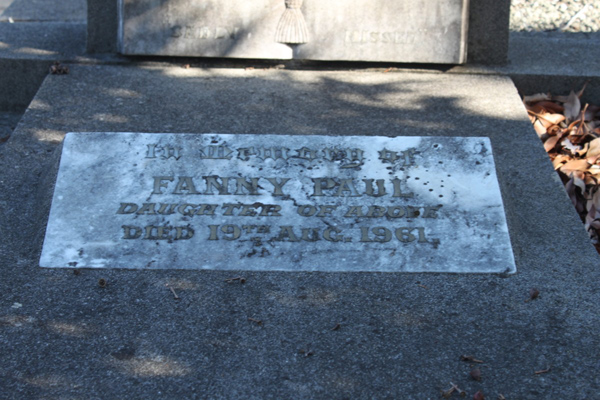 In Memory of
FANNY PAUL
DAUGHTER OF ABOVE
DIED 19TH AUG. 1961.